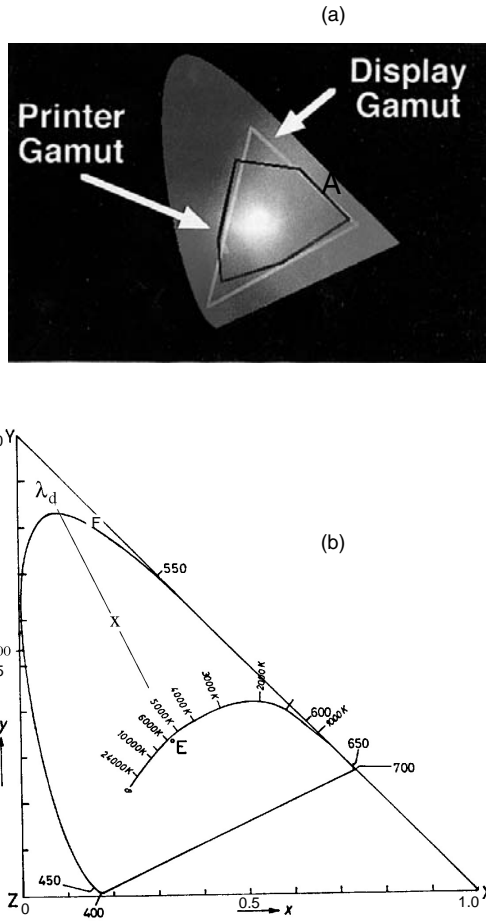 (a)
Display
Gamut
Printer
Gamut
A
Y
λd
F
(b)
550
X
3000K
2000K
4000K
5000K
6000K
10000K
24000K
E
600
1000K
650
700
y
450
400
Z
0
0.5
x
1.0
X